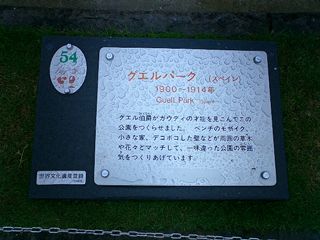 54
グエルパーク （スペイン）
1900～1914年
Guell Park
グエル伯爵がガウディの才能を見こんでこの
公園をつくらせました。 ベンチのモザイク、
小さな家、デコボコした壁などが周囲の草木
や花々とマッチして、一味違った公園の雰囲
気をつくりあげています。
世界文化遺産登録